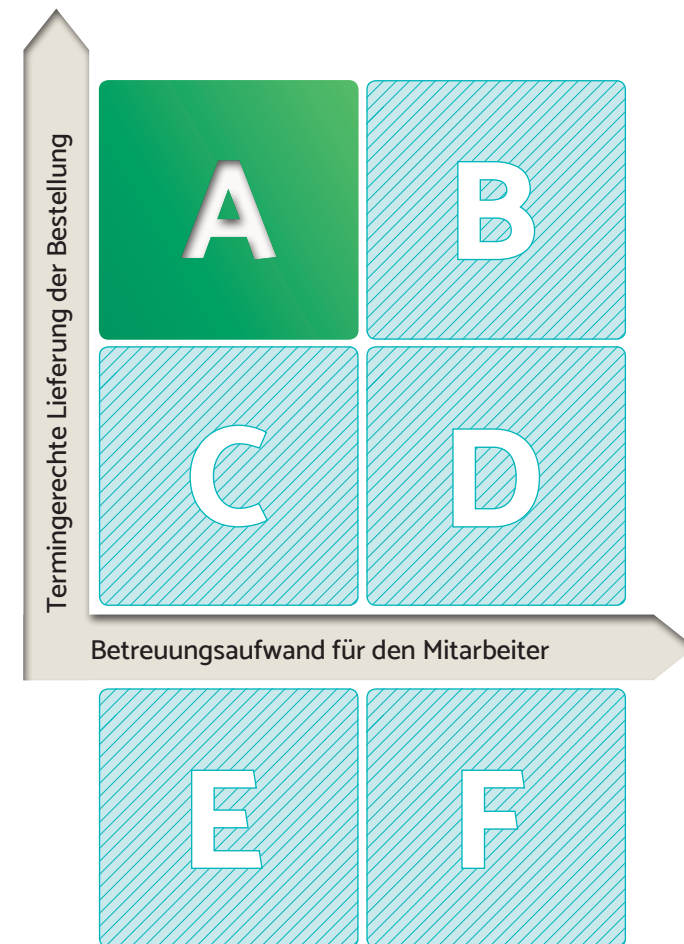 Termingerechte Lieferung der Bestellung
A
B
C
D
Betreuungsaufwand für den Mitarbeiter
E
F